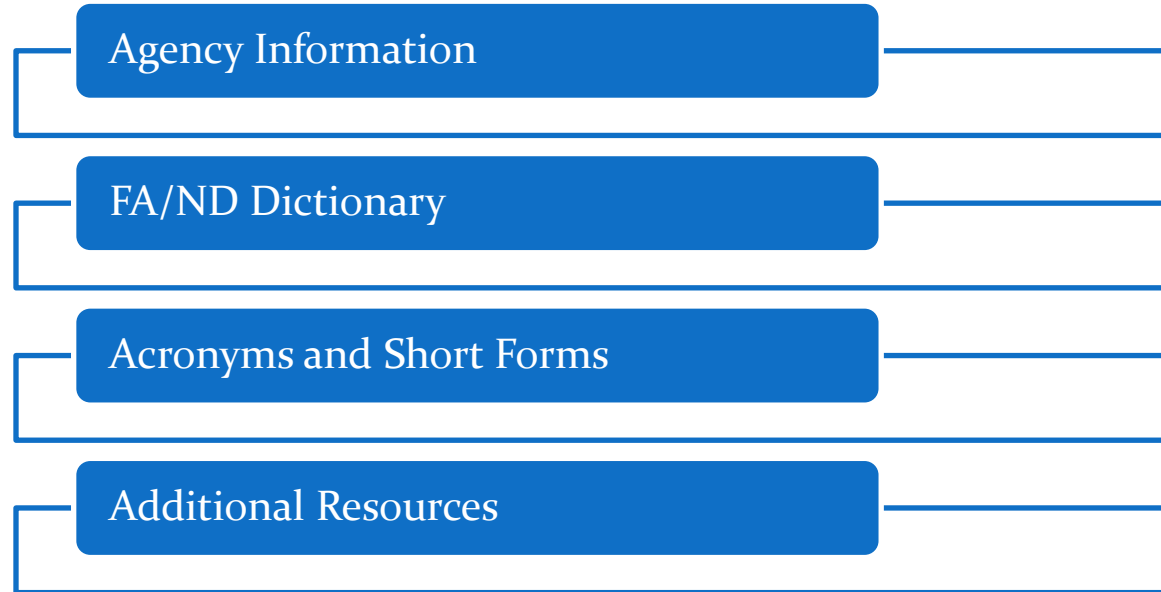 Agency Information
FA/ND Dictionary
Acronyms and Short Forms
Additional Resources